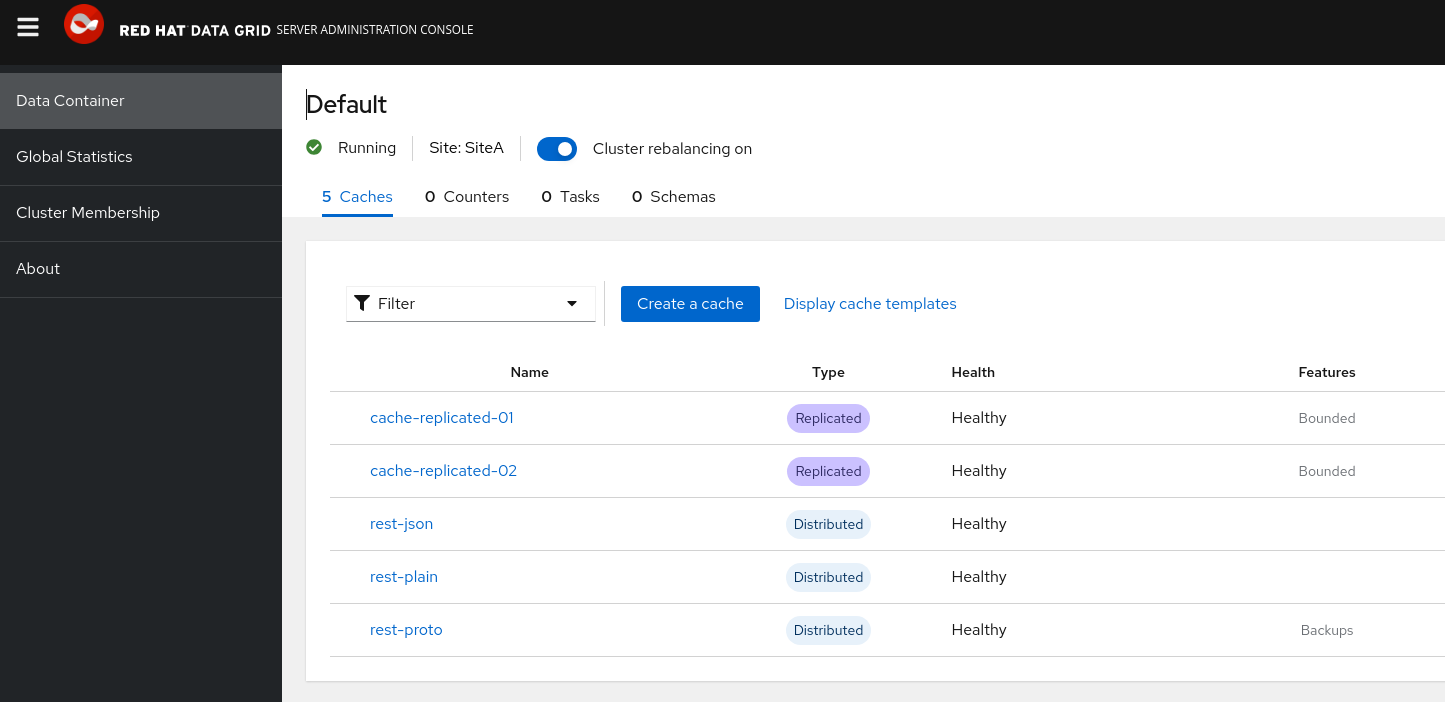 RED HAT DATA GRID SERVER ADMINISTRATION CONSOLE
Data Container
Global Statistics
Cluster Membership
About
Default
Running Site: SiteA Cluster rebalancing on
5 Caches 0 Counters 0 Tasks 0 Schemas
Filter Create a cache Display cache templates
Name Type Health Features
cache-replicated-01 Replicated Healthy Bounded
cache-replicated-02 Replicated Healthy Bounded
rest-json Distributed Healthy
rest-plain Distributed Healthy
rest-proto Distributed Healthy Backups